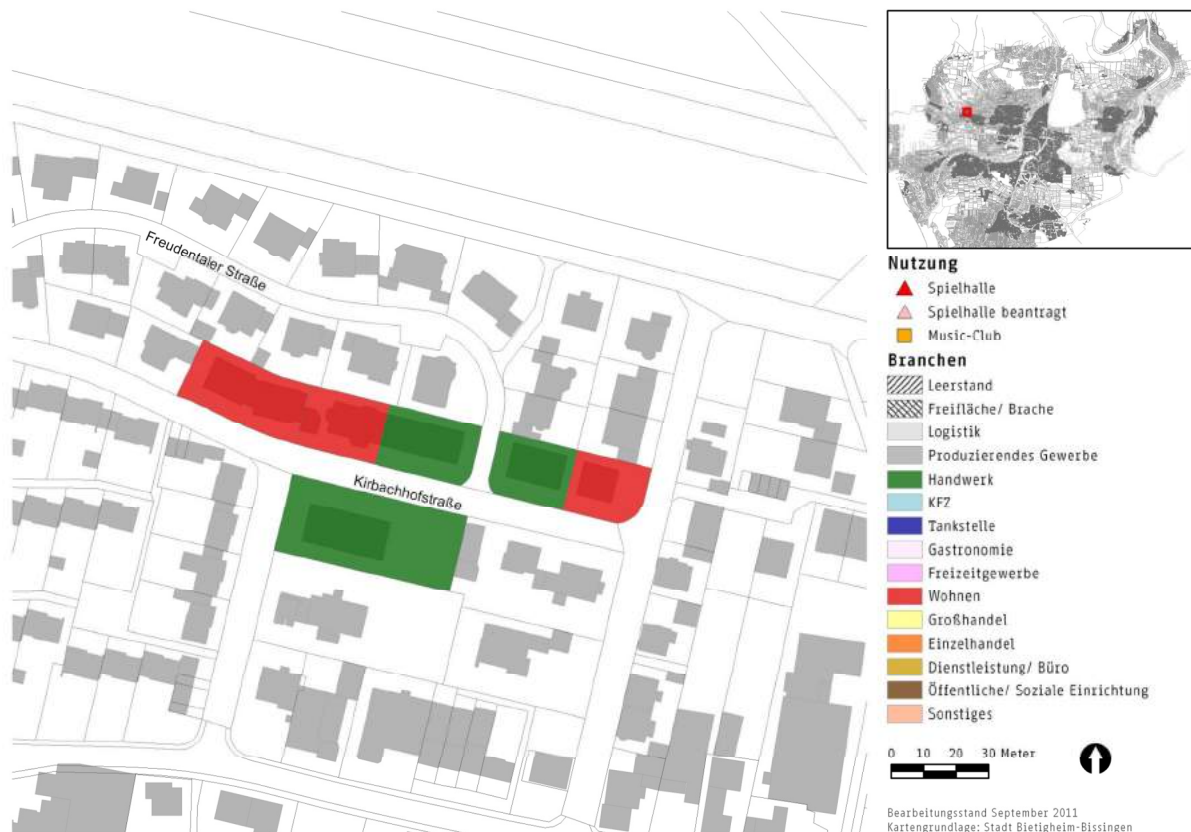 Freudentaler Straße
Kirbachhofstraße
Nutzung
Spielhalle
Spielhalle beantragt
Music-Club
Branchen
Leerstand
Freifläche/ Brache
Logistik
Produzierendes Gewerbe
Handwerk
KFZ
Tankstelle
Gastronomie
Freizeitgewerbe
Wohnen
Großhandel
Einzelhandel
Dienstleistung/ Büro
Öffentliche/ Soziale Einrichtung
Sonstiges
0 10 20 30 Meter
Bearbeitungsstand September 2011
Kartengrundlage: Stadt Bietigheim-Bissingen